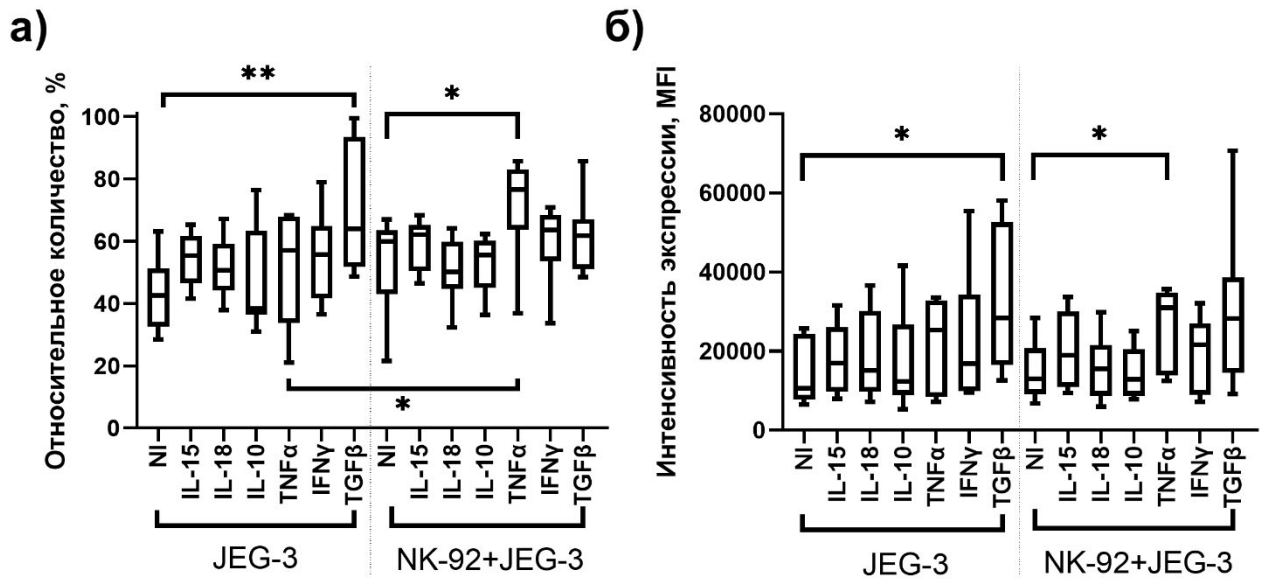 а)
Относительное количество, %
100
80
60
40
20
0
**
*
*
NI
IL-15
IL-18
IL-10
TNFα
IFNγ
TGFβ
NI
IL-15
IL-18
IL-10
TNFα
IFNγ
TGFβ
JEG-3
NK-92+JEG-3
б)
Интенсивность экспрессии, MFI
80000
60000
40000
20000
0
*
*
NI
IL-15
IL-18
IL-10
TNFα
IFNγ
TGFβ
NI
IL-15
IL-18
IL-10
TNFα
IFNγ
TGFβ
JEG-3
NK-92+JEG-3